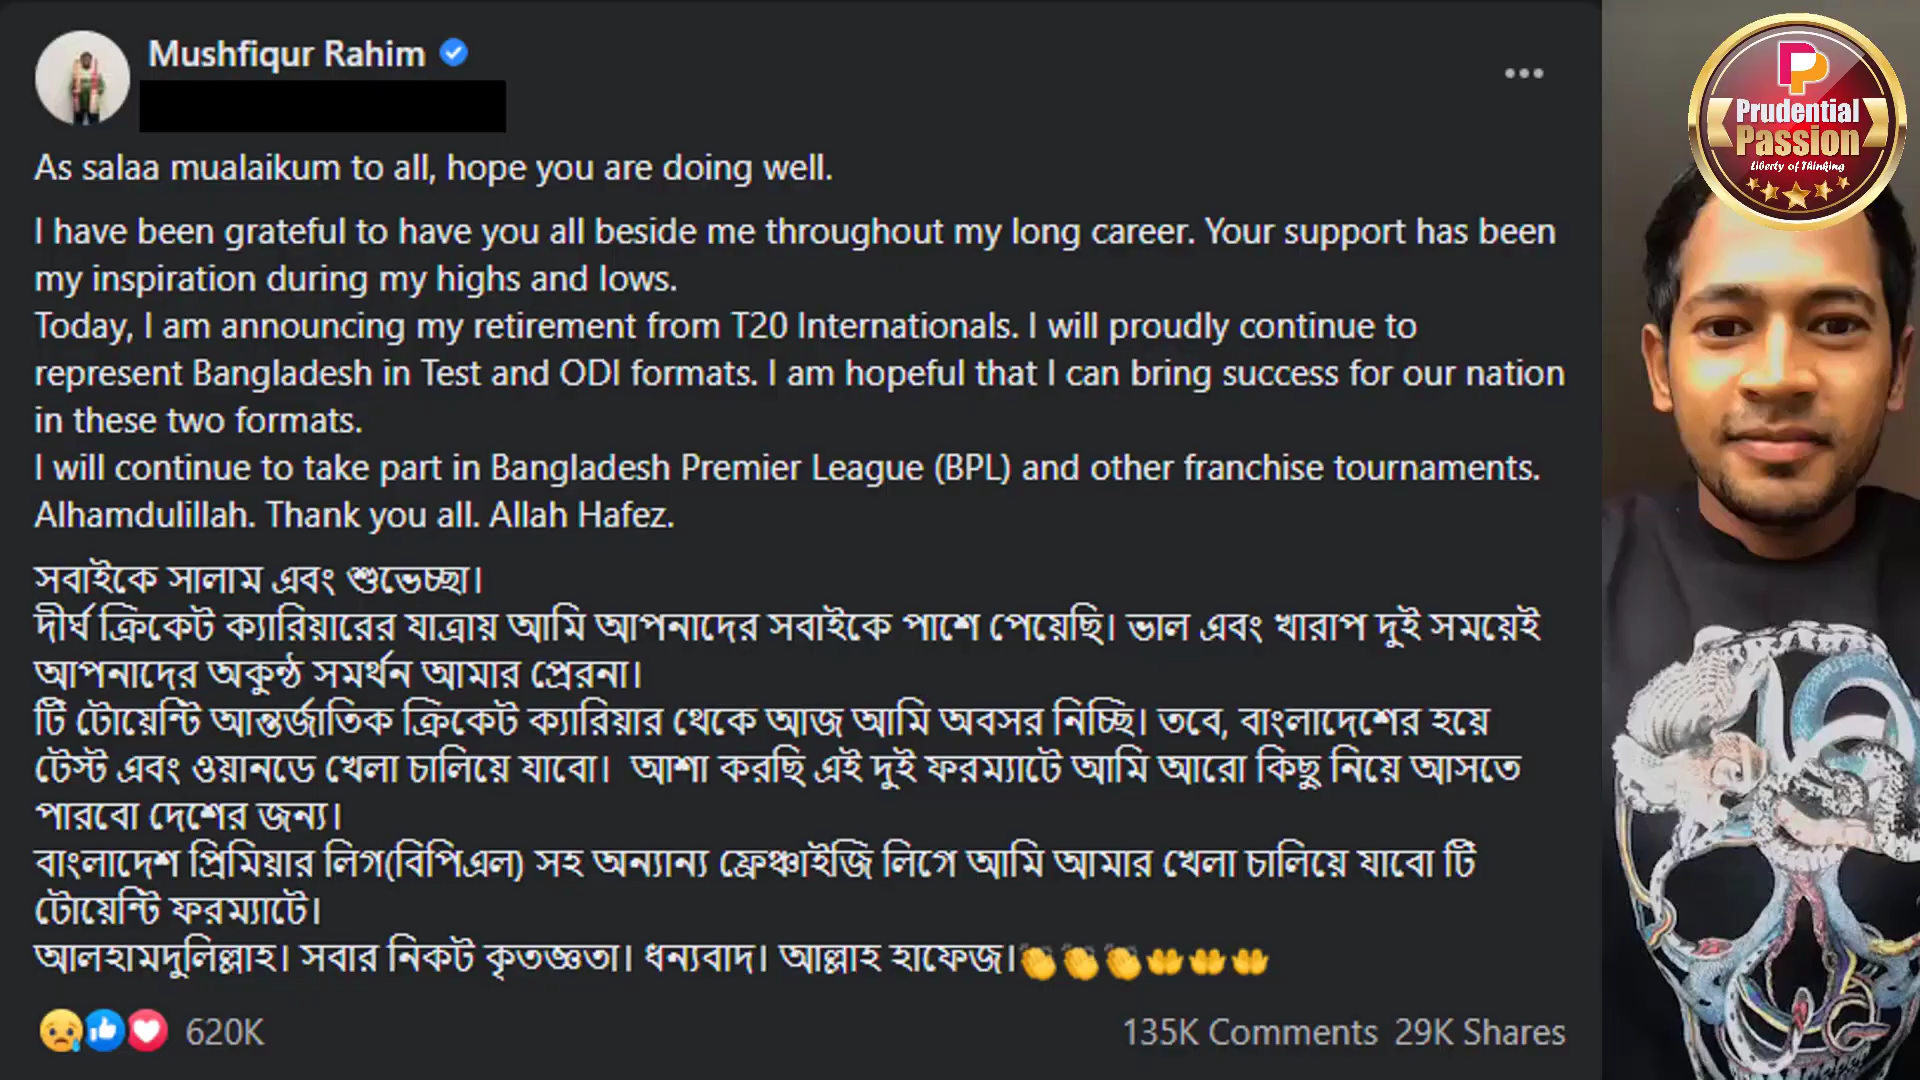 Mushfiqur Rahim
As salaa mualaikum to all, hope you are doing well.
I have been grateful to have you all beside me throughout my long career. Your support has been
my inspiration during my highs and lows.
Today, I am announcing my retirement from T20 Internationals. I will proudly continue to
represent Bangladesh in Test and ODI formats. I am hopeful that I can bring success for our nation
in these two formats.
I will continue to take part in Bangladesh Premier League (BPL) and other franchise tournaments.
Alhamdulillah. Thank you all. Allah Hafez.
সবাইকে সালাম এবং শুভেচ্ছা।
দীর্ঘ ক্রিকেট ক্যারিয়ারের যাত্রায় আমি আপনাদের সবাইকে পাশে পেয়েছি। ভাল এবং খারাপ দুই সময়েই
আপনাদের অকুন্ঠ সমর্থন আমার প্রেরনা।
টি টোয়েন্টি আন্তর্জাতিক ক্রিকেট ক্যারিয়ার থেকে আজ আমি অবসর নিচ্ছি। তবে, বাংলাদেশের হয়ে
টেস্ট এবং ওয়ানডে খেলা চালিয়ে যাবো। আশা করছি এই দুই ফরম্যাটে আমি আরো কিছু নিয়ে আসতে
পারবো দেশের জন্য।
বাংলাদেশ প্রিমিয়ার লিগ(বিপিএল) সহ অন্যান্য ফ্রেঞ্চাইজি লিগে আমি আমার খেলা চালিয়ে যাবো টি
টোয়েন্টি ফরম্যাটে।
আলহামদুলিল্লাহ। সবার নিকট কৃতজ্ঞতা। ধন্যবাদ। আল্লাহ হাফেজ।👏👏👏🤲🤲🤲
620K
135K Comments 29K Shares
Prudential
Passion
Liberty of Thinking